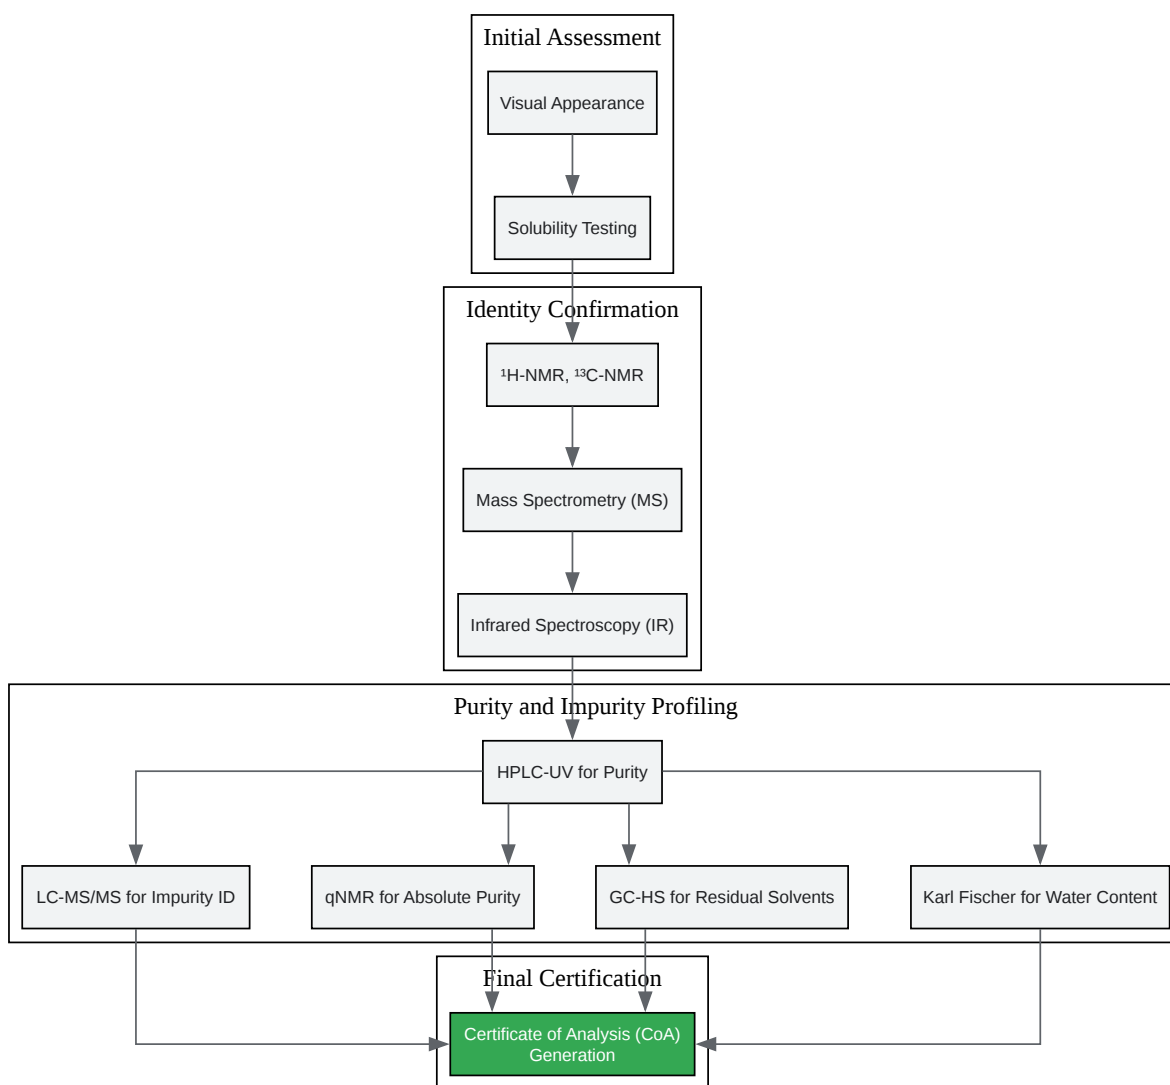 Initial Assessment
Visual Appearance
Solubility Testing
Identity Confirmation
¹H-NMR, ¹³C-NMR
Mass Spectrometry (MS)
Infrared Spectroscopy (IR)
Purity and Impurity Profiling
HPLC-UV for Purity
LC-MS/MS for Impurity ID
qNMR for Absolute Purity
GC-HS for Residual Solvents
Karl Fischer for Water Content
Final Certification
Certificate of Analysis (CoA)
Generation